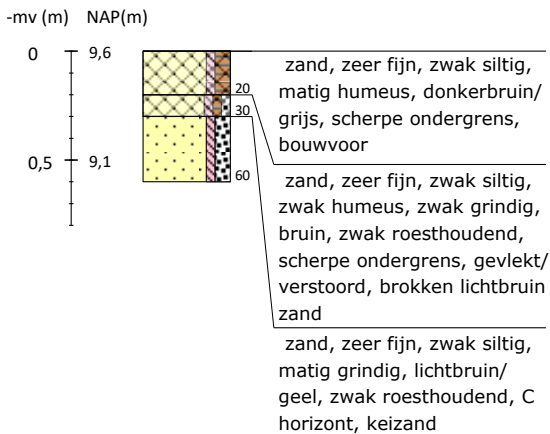 -mv (m) NAP(m)
0 9,6
20
30
0,5 9,1
60
zand, zeer fijn, zwak siltig,
matig humeus, donkerbruin/
grijs, scherpe ondergrens,
bouwvoor
zand, zeer fijn, zwak siltig,
zwak humeus, zwak grindig,
bruin, zwak roesthoudend,
scherpe ondergrens, gevlekt/
verstoord, brokken lichtbruin
zand
zand, zeer fijn, zwak siltig,
matig grindig, lichtbruin/
geel, zwak roesthoudend, C
horizont, keizand